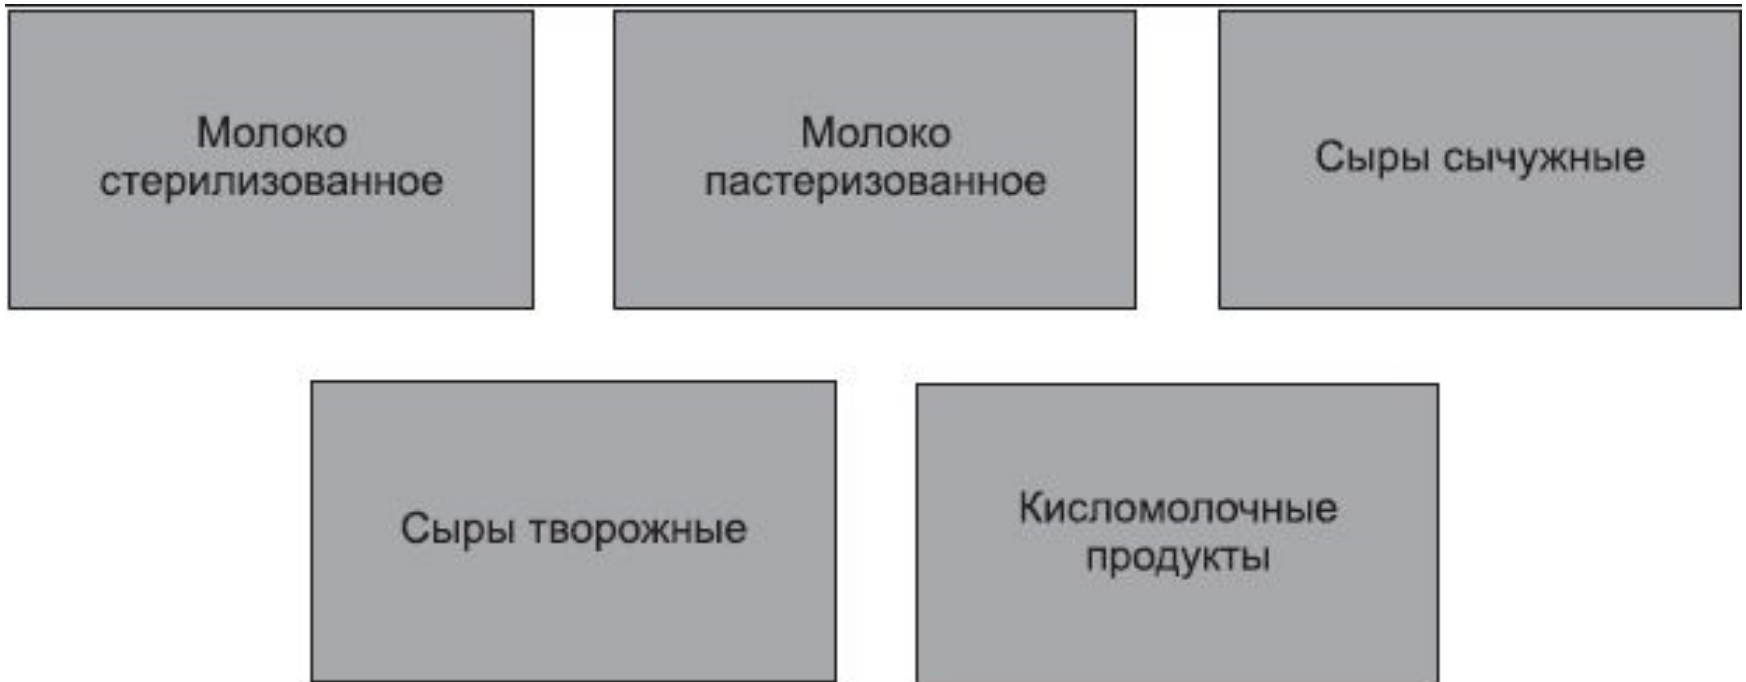 Молоко
стерилизованное
Молоко
пастеризованное
Сыры сычужные
Сыры творожные
Кисломолочные
продукты